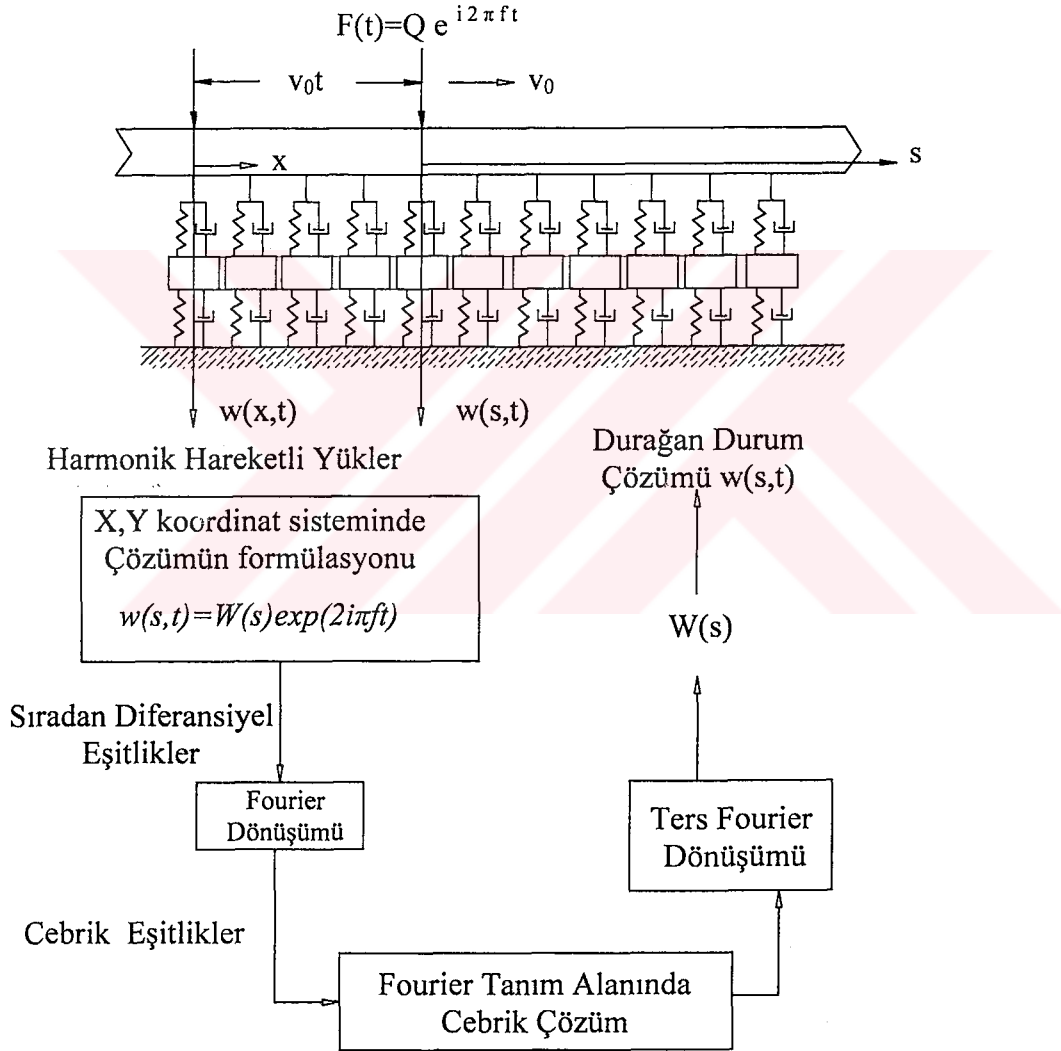 F(t)=Q e^{i 2 π f t}
v₀t
v₀
x
s
w(x,t)
w(s,t)
Harmonik Hareketli Yükler
Durağan Durum
Çözümü w(s,t)
X,Y koordinat sisteminde
Çözümün formülasyonu
w(s,t)=W(s)exp(2iπft)
W(s)
Sıradan Diferansiyel
Eşitlikler
Fourier
Dönüşümü
Ters Fourier
Dönüşümü
Cebrik Eşitlikler
Fourier Tanım Alanında
Cebrik Çözüm